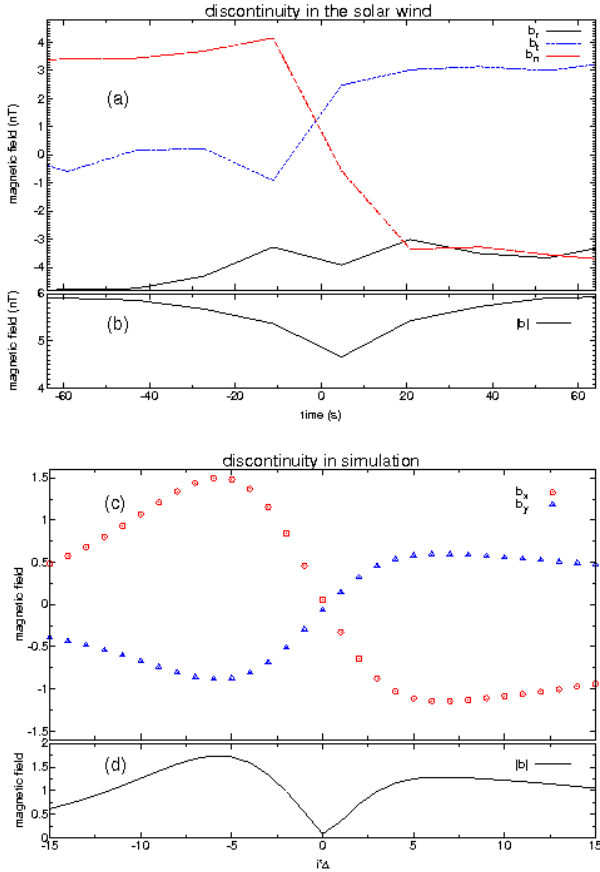 discontinuity in the solar wind
b_r
b_t
b_n
(a)
magnetic field (nT)
4
3
2
1
0
-1
-2
-3
-4
(b)
|b|
magnetic field (nT)
6
5
4
-60 -40 -20 0 20 40 60
time (s)
discontinuity in simulation
b_x
b_y
(c)
magnetic field
1.5
1
0.5
0
-0.5
-1
-1.5
(d)
|b|
magnetic field
2
1.5
1
0.5
0
-15 -10 -5 0 5 10 15
i*Δ